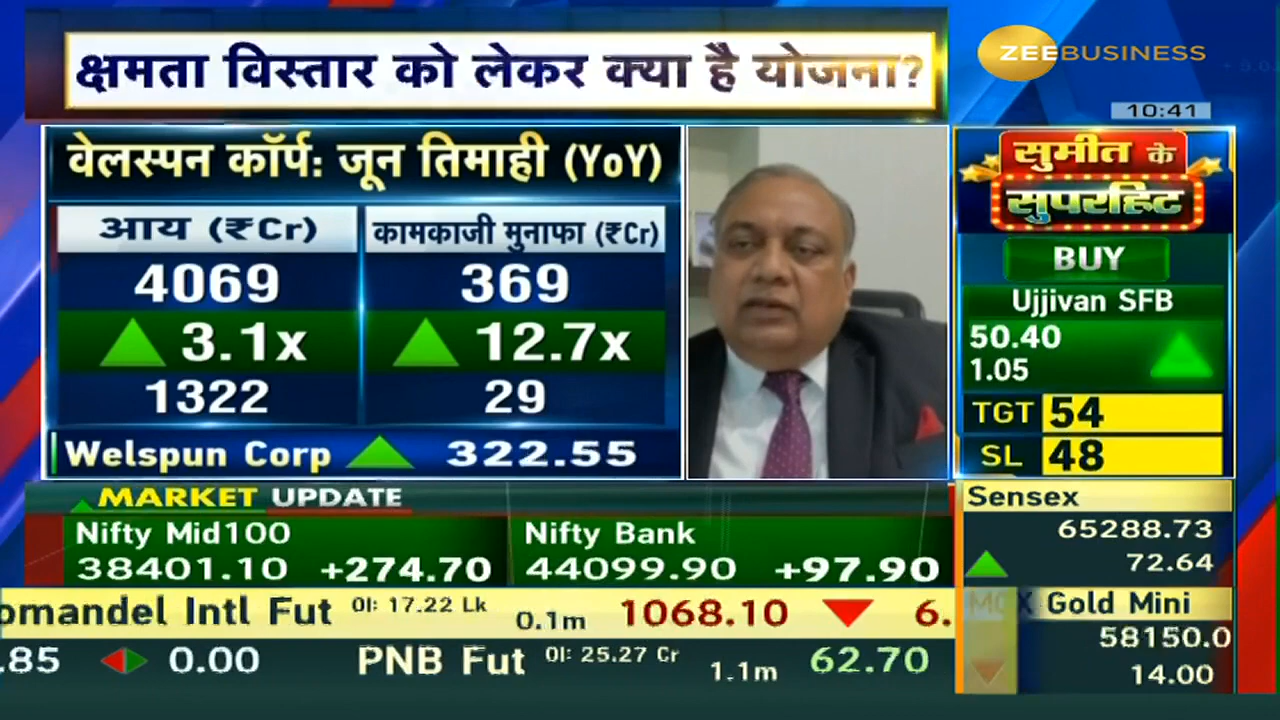 क्षमता विस्तार को लेकर क्या है योजना?
ZEEBUSINESS
10:41
वेलस्पन कॉर्प: जून तिमाही (YoY)
आय (₹Cr)
कामकाजी मुनाफा (₹Cr)
4069
369
3.1x
12.7x
1322
29
Welspun Corp 322.55
सुमीत के
सुपरहिट
BUY
Ujjivan SFB
50.40
1.05
TGT 54
SL 48
MARKET UPDATE
Nifty Mid100
38401.10 +274.70
Nifty Bank
44099.90 +97.90
Sensex
65288.73
72.64
X Gold Mini
58150.0
14.00
omandel Intl Fut OI: 17.22 Lk 0.1m 1068.10 6.
.85 0.00 PNB Fut OI: 25.27 Cr 1.1m 62.70